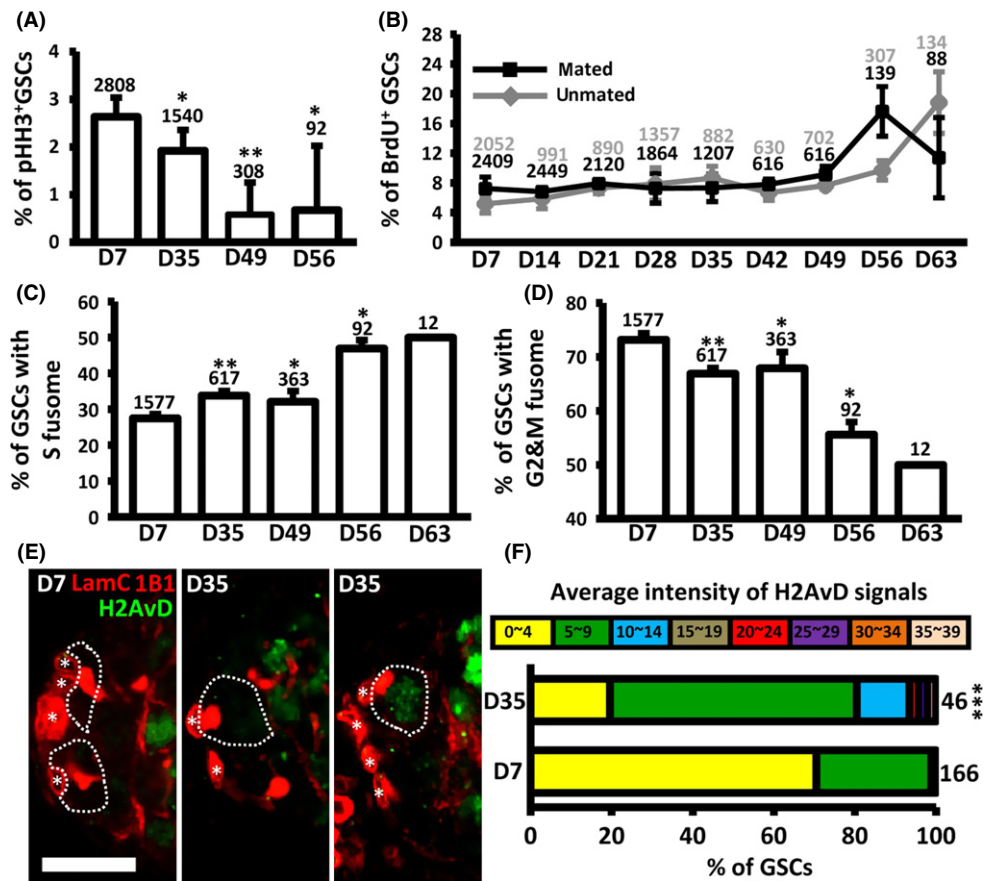 (A)
% of pHH3+GSCs
4
3
2
1
0
2808
*
1540
**
308
*
92
D7 D35 D49 D56
(B)
% of BrdU+ GSCs
28
24
20
16
12
8
4
0
Mated
Unmated
2052 991 890 1357 882 630 702 307 134
2409 2449 2120 1864 1207 616 616 139 88
D7 D14 D21 D28 D35 D42 D49 D56 D63
(C)
% of GSCs with
S fusome
60
50
40
30
20
10
0
1577
**
617
*
363
*
92
12
D7 D35 D49 D56 D63
(D)
% of GSCs with
G2&M fusome
80
70
60
50
40
1577
**
617
*
363
*
92
12
D7 D35 D49 D56 D63
(E)
D7 LamC 1B1
H2AvD
* * * *
D35
* *
D35
* * * *
(F)
Average intensity of H2AvD signals
0~4 5~9 10~14 15~19 20~24 25~29 30~34 35~39
D35 46 ***
D7 166
0 20 40 60 80 100
% of GSCs